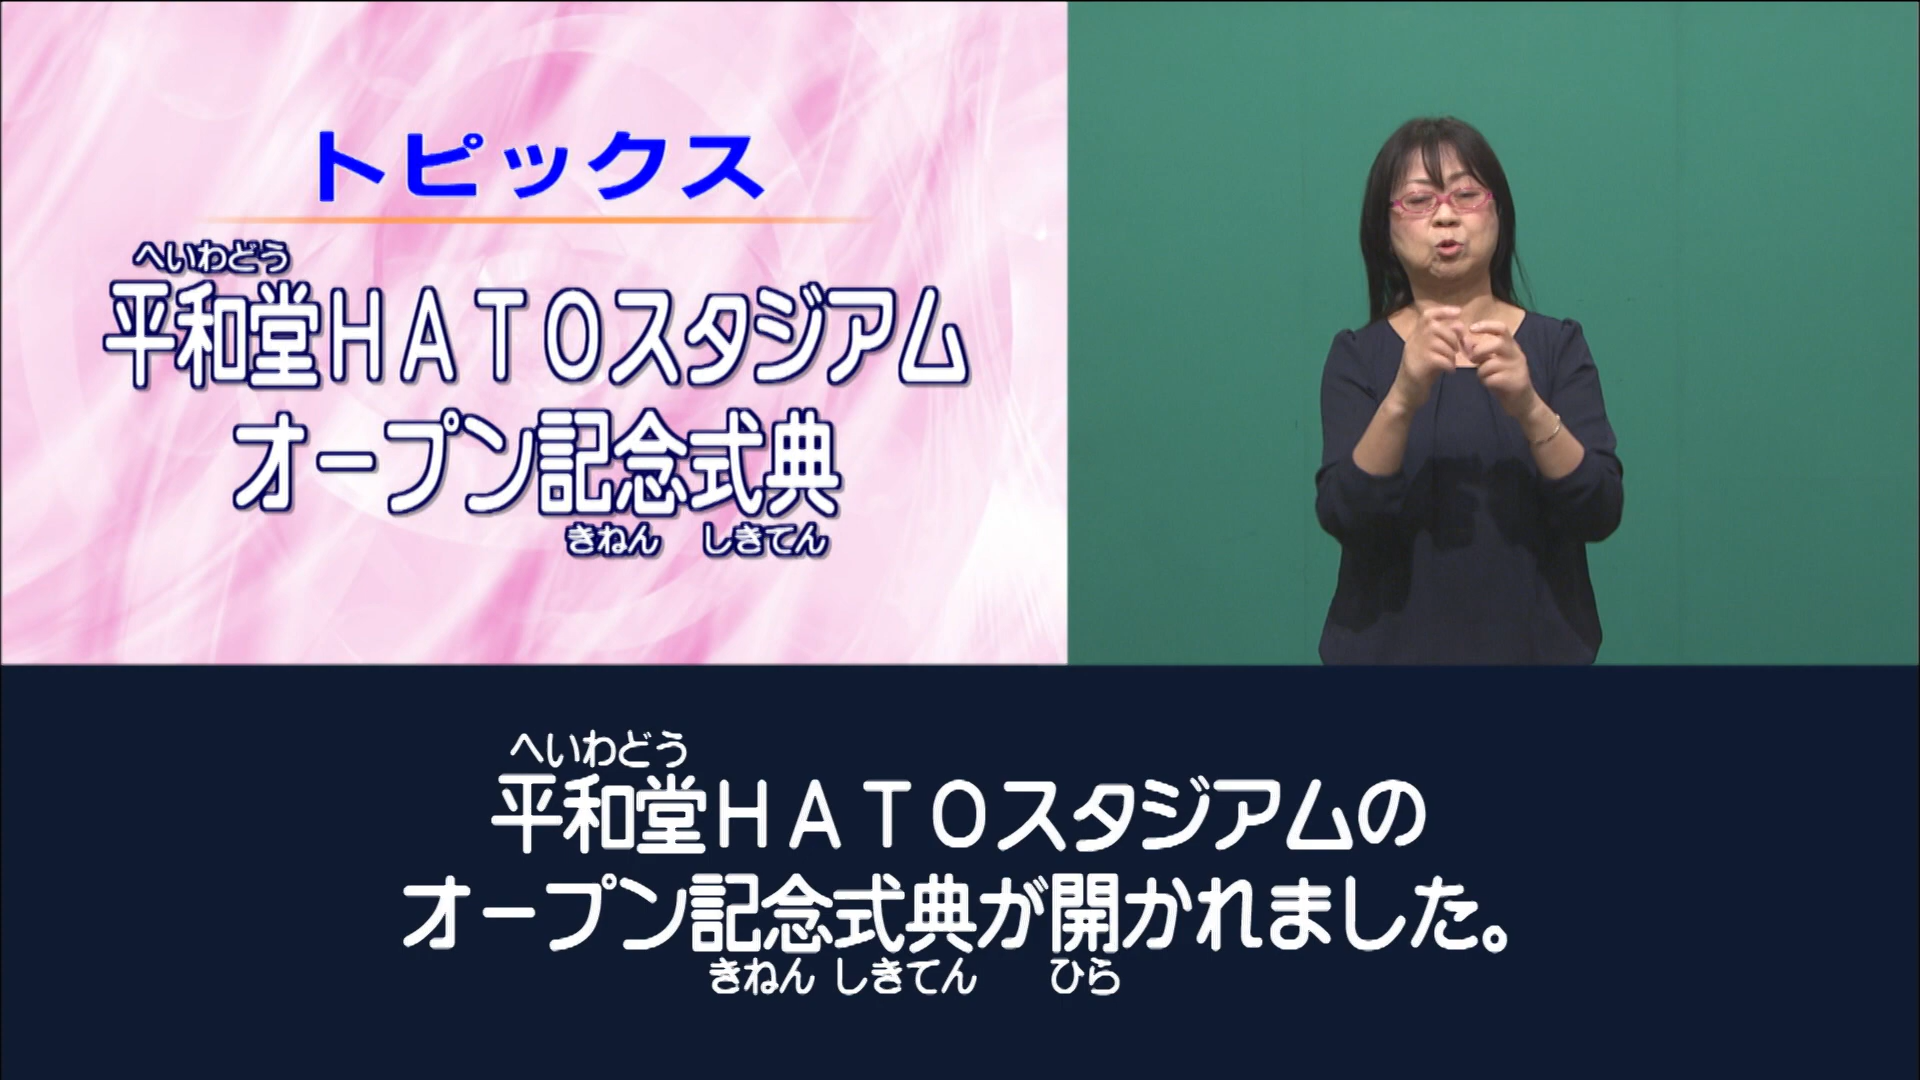 トピックス
へいわどう
平和堂ＨＡＴＯスタジアム
オープン記念式典
きねん しきてん
へいわどう
平和堂ＨＡＴＯスタジアムの
オープン記念式典が開かれました。
きねん しきてん ひら